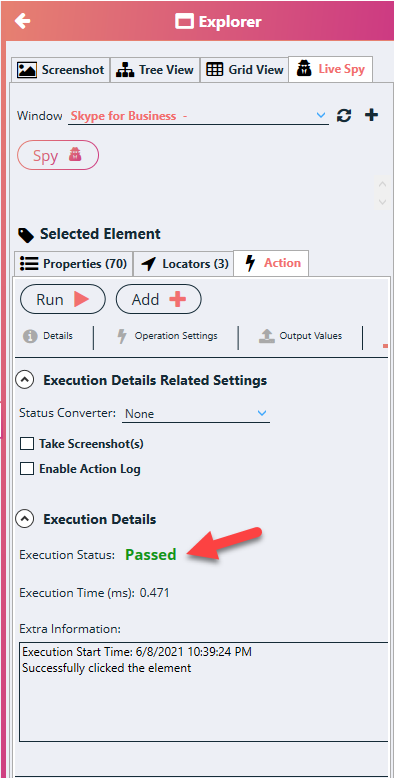 Explorer
Screenshot Tree View Grid View Live Spy
Window Skype for Business -
Spy
Selected Element
Properties (70) Locators (3) Action
Run Add
Details Operation Settings Output Values
Execution Details Related Settings
Status Converter: None
Take Screenshot(s)
Enable Action Log
Execution Details
Execution Status: Passed
Execution Time (ms): 0.471
Extra Information:
Execution Start Time: 6/8/2021 10:39:24 PM
Successfully clicked the element